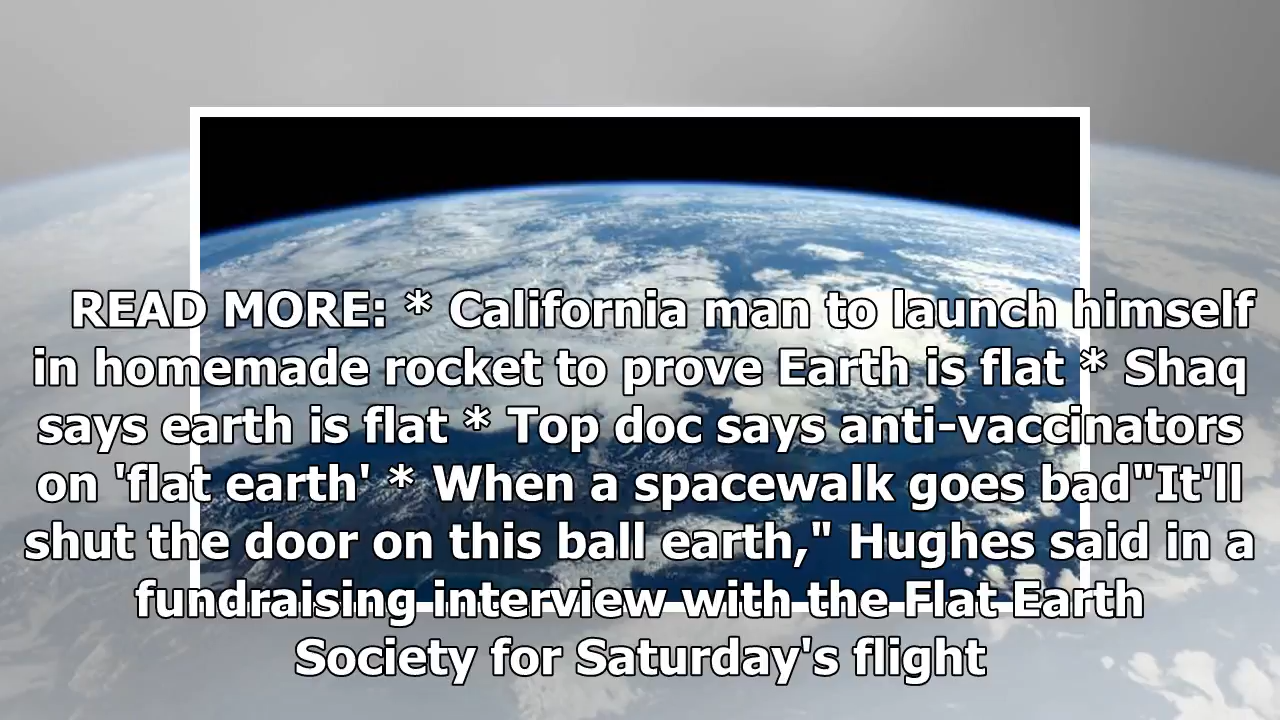 READ MORE: * California man to launch himself
in homemade rocket to prove Earth is flat * Shaq
says earth is flat * Top doc says anti-vaccinators
on 'flat earth' * When a spacewalk goes bad"It'll
shut the door on this ball earth," Hughes said in a
fundraising interview with the Flat Earth
Society for Saturday's flight